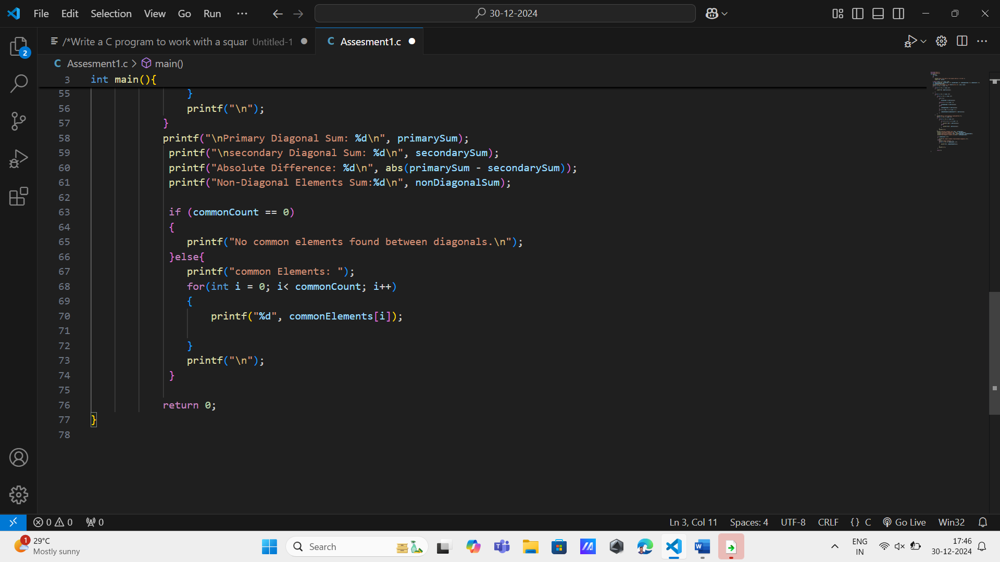 File Edit Selection View Go Run ··· 30-12-2024
/*Write a C program to work with a squar Untitled-1 C Assesment1.c
C Assesment1.c > main()
3 int main(){
55 }
56 printf("\n");
57 }
58 printf("\nPrimary Diagonal Sum: %d\n", primarySum);
59 printf("\nsecondary Diagonal Sum: %d\n", secondarySum);
60 printf("Absolute Difference: %d\n", abs(primarySum - secondarySum));
61 printf("Non-Diagonal Elements Sum:%d\n", nonDiagonalSum);
62
63 if (commonCount == 0)
64 {
65 printf("No common elements found between diagonals.\n");
66 }else{
67 printf("common Elements: ");
68 for(int i = 0; i< commonCount; i++)
69 {
70 printf("%d", commonElements[i]);
71
72 }
73 printf("\n");
74 }
75
76 return 0;
77 }
78
2
0 0 0 Ln 3, Col 11 Spaces: 4 UTF-8 CRLF {} C Go Live Win32
1 29°C
Mostly sunny
Search
ENG
IN
17:46
30-12-2024